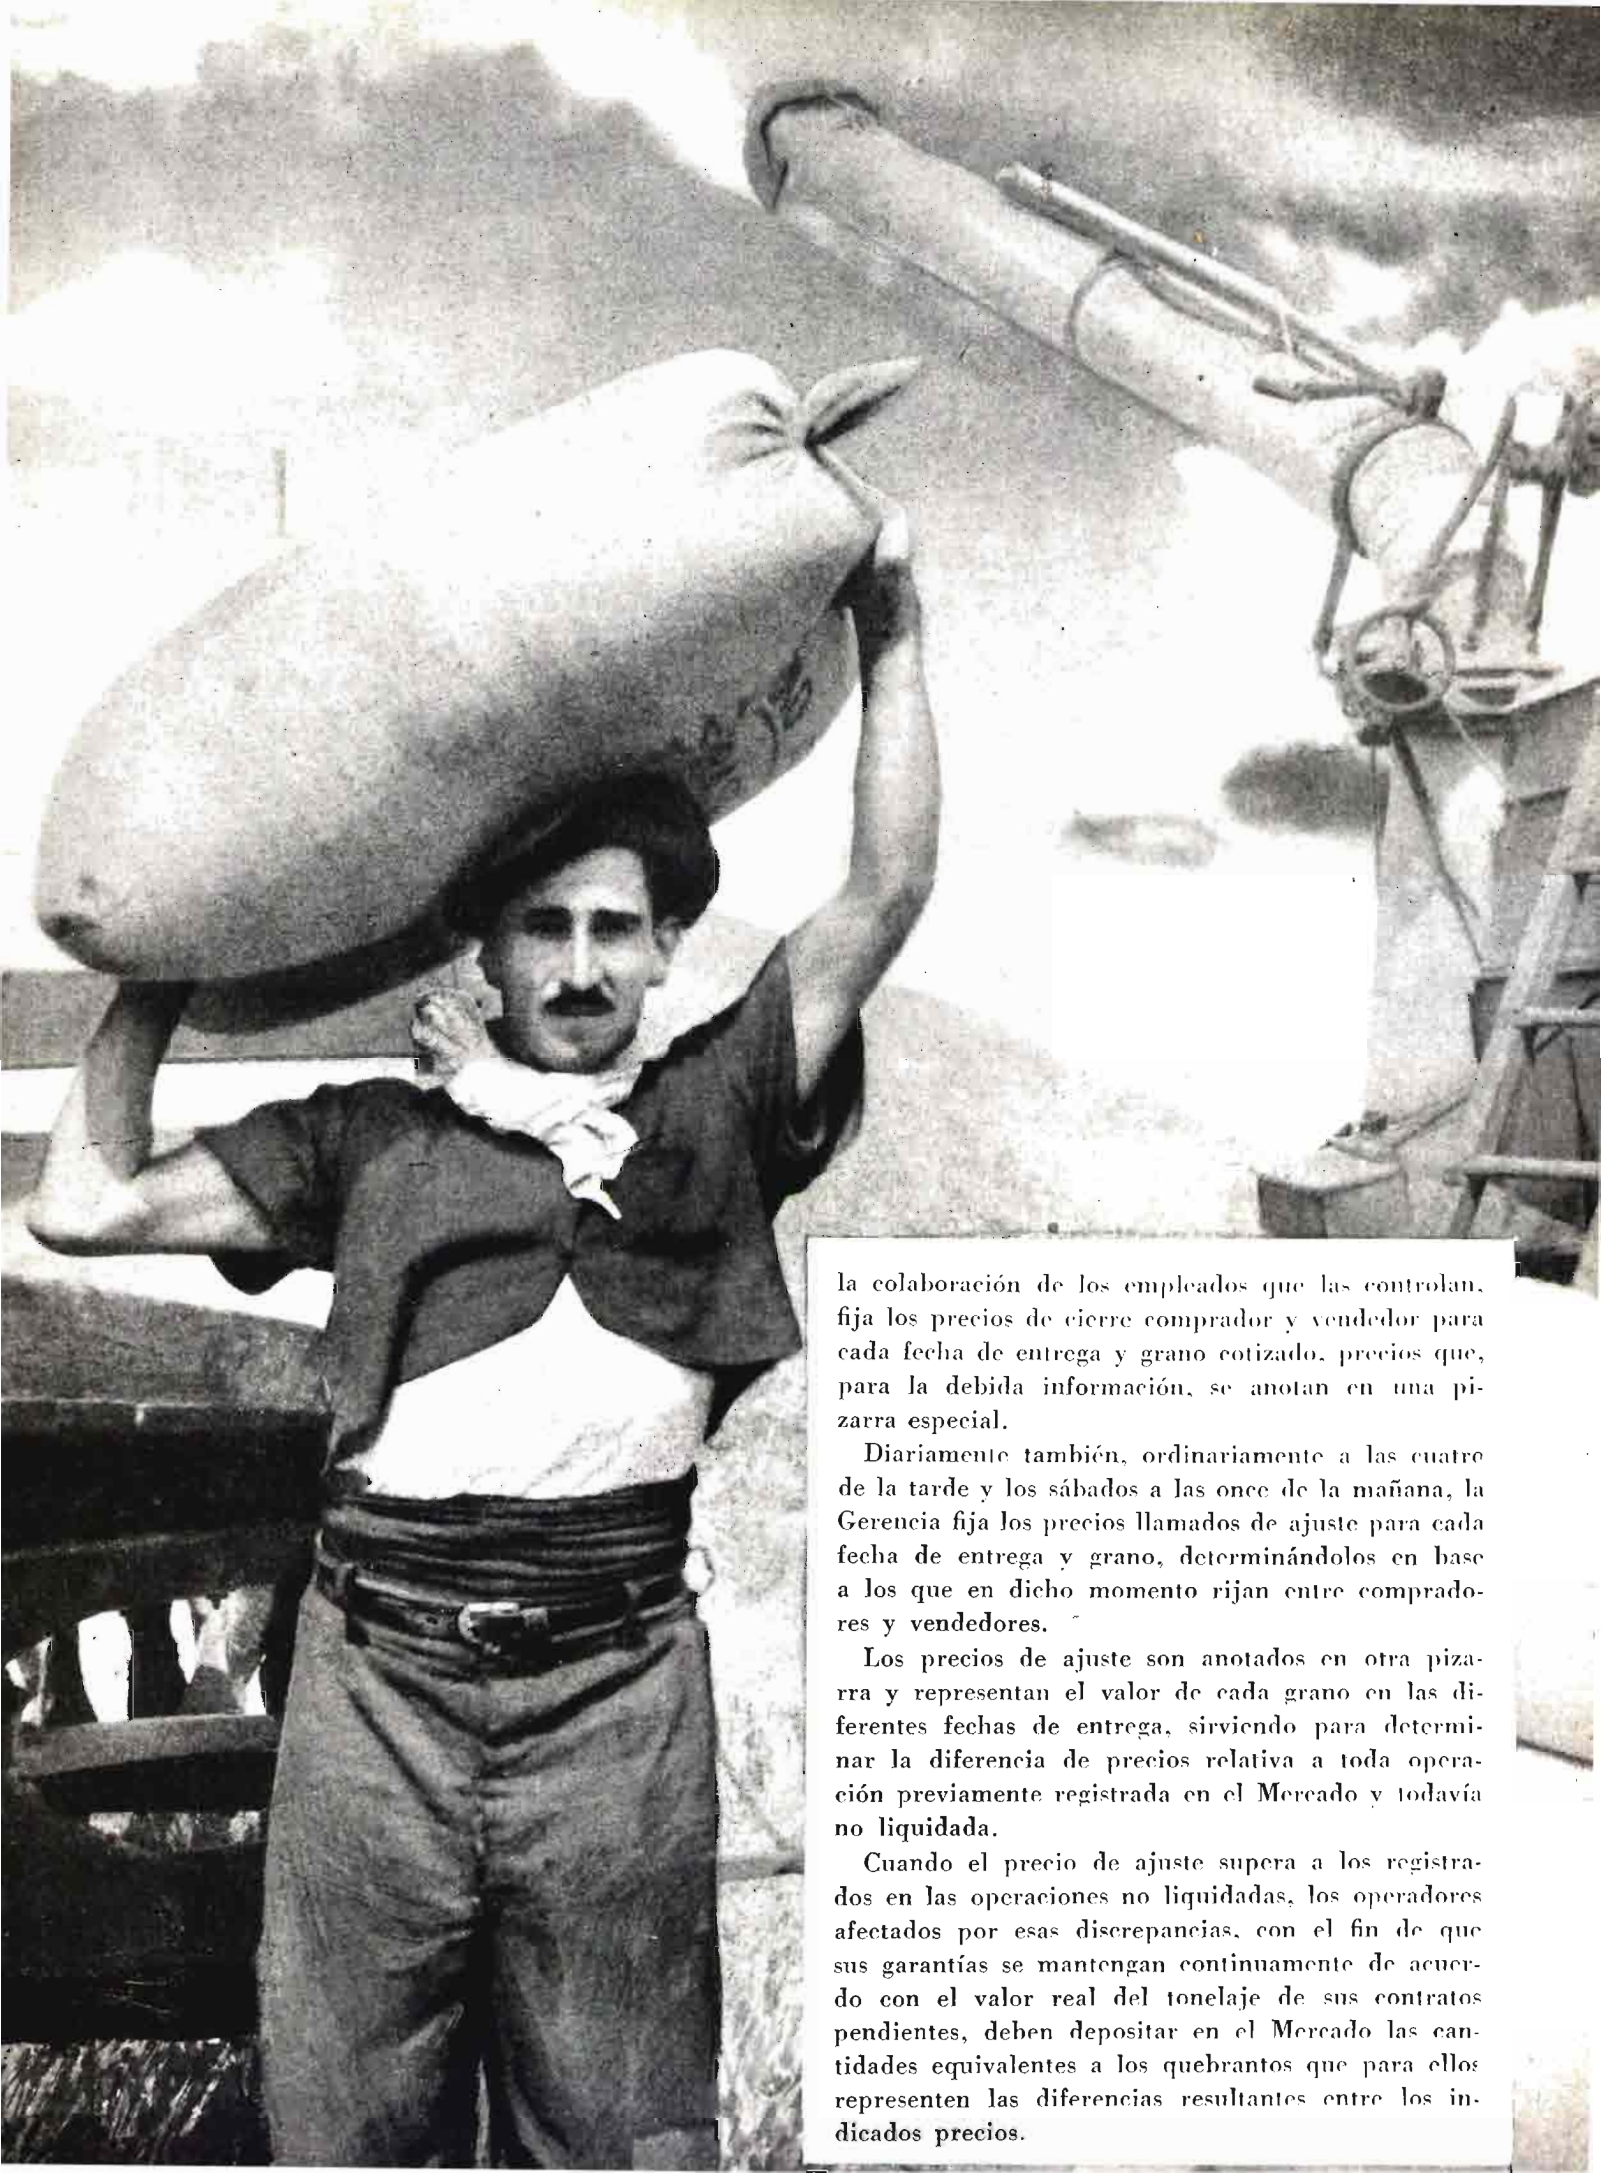 la colaboración de los empleados que las controlan,
fija los precios de cierre comprador y vendedor para
cada fecha de entrega y grano cotizado, precios que,
para la debida información, se anotan en una pi-
zarra especial.
Diariamente también, ordinariamente a las cuatro
de la tarde y los sábados a las once de la mañana, la
Gerencia fija los precios llamados de ajuste para cada
fecha de entrega y grano, determinándolos en base
a los que en dicho momento rijan entre comprado-
res y vendedores.
Los precios de ajuste son anotados en otra piza-
rra y representan el valor de cada grano en las di-
ferentes fechas de entrega, sirviendo para determi-
nar la diferencia de precios relativa a toda opera-
ción previamente registrada en el Mercado y todavía
no liquidada.
Cuando el precio de ajuste supera a los registra-
dos en las operaciones no liquidadas, los operadores
afectados por esas discrepancias, con el fin de que
sus garantías se mantengan continuamente de acuer-
do con el valor real del tonelaje de sus contratos
pendientes, deben depositar en el Mercado las can-
tidades equivalentes a los quebrantos que para ellos
representen las diferencias resultantes entre los in-
dicados precios.